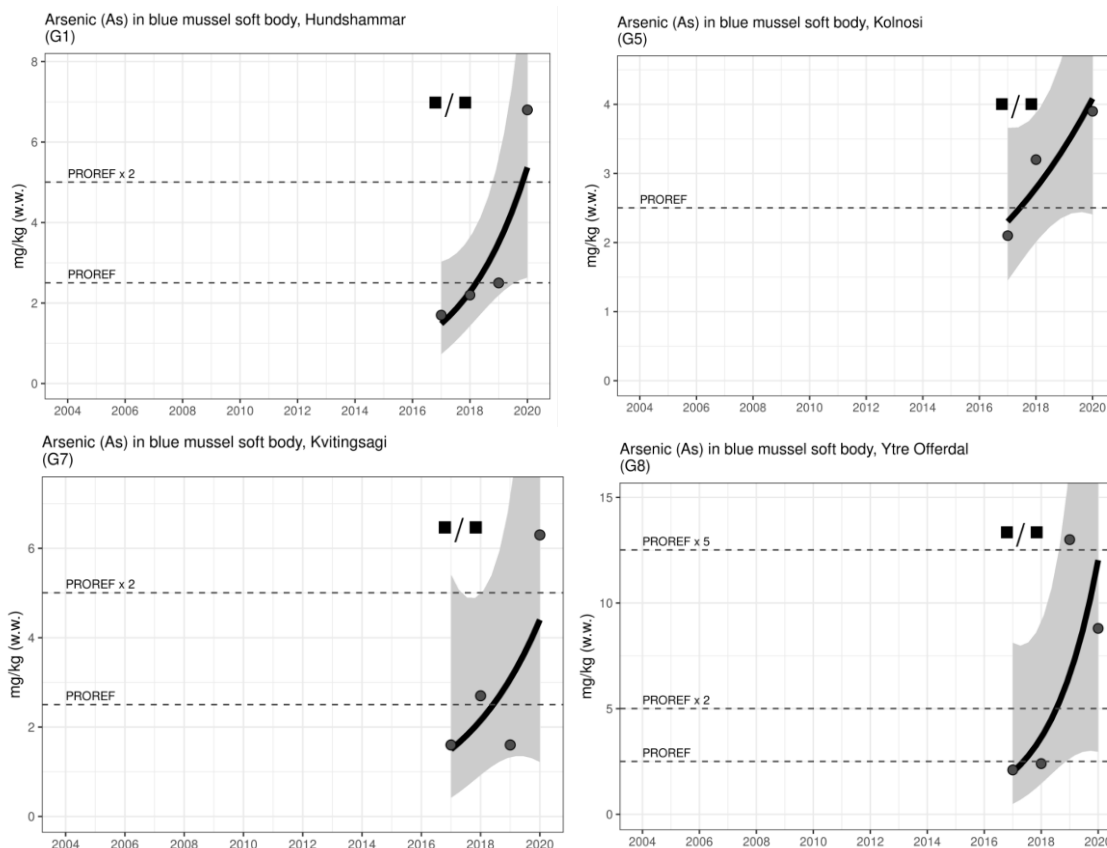 Arsenic (As) in blue mussel soft body, Hundshammar
(G1)
8
6
4
2
0
mg/kg (w.w.)
PROREF x 2
PROREF
■/■
2004 2006 2008 2010 2012 2014 2016 2018 2020
Arsenic (As) in blue mussel soft body, Kolnosi
(G5)
4
3
2
1
0
mg/kg (w.w.)
PROREF
■/■
2004 2006 2008 2010 2012 2014 2016 2018 2020
Arsenic (As) in blue mussel soft body, Kvitingsagi
(G7)
6
4
2
0
mg/kg (w.w.)
PROREF x 2
PROREF
■/■
2004 2006 2008 2010 2012 2014 2016 2018 2020
Arsenic (As) in blue mussel soft body, Ytre Offerdal
(G8)
15
10
5
0
mg/kg (w.w.)
PROREF x 5
PROREF x 2
PROREF
■/■
2004 2006 2008 2010 2012 2014 2016 2018 2020